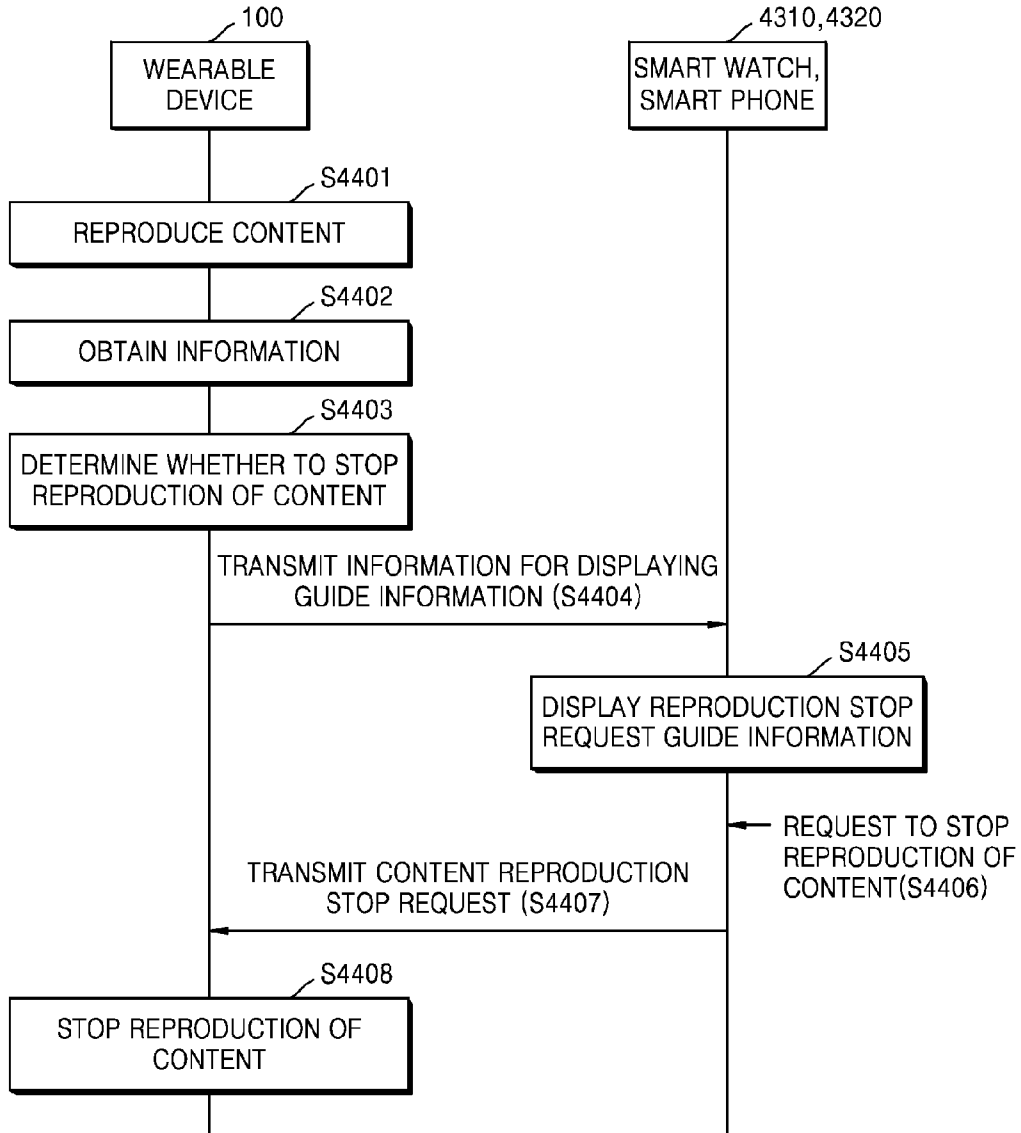 100
WEARABLE
DEVICE
4310,4320
SMART WATCH,
SMART PHONE
S4401
REPRODUCE CONTENT
S4402
OBTAIN INFORMATION
S4403
DETERMINE WHETHER TO STOP
REPRODUCTION OF CONTENT
TRANSMIT INFORMATION FOR DISPLAYING
GUIDE INFORMATION (S4404)
S4405
DISPLAY REPRODUCTION STOP
REQUEST GUIDE INFORMATION
REQUEST TO STOP
REPRODUCTION OF
CONTENT(S4406)
TRANSMIT CONTENT REPRODUCTION
STOP REQUEST (S4407)
S4408
STOP REPRODUCTION OF
CONTENT